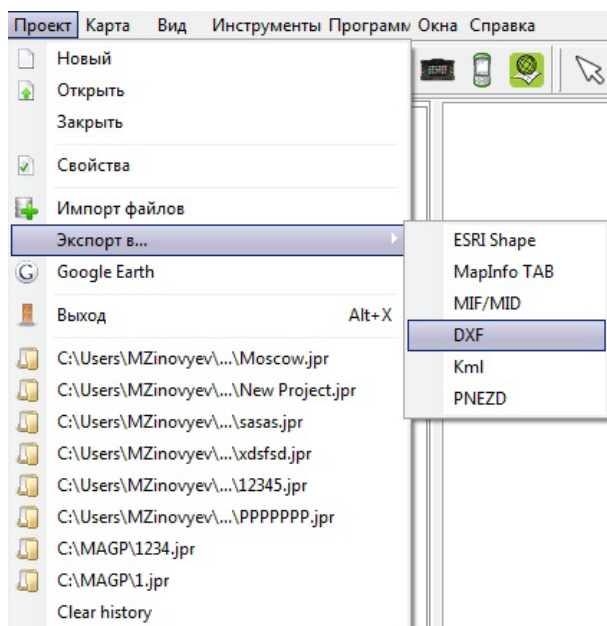 Проект Карта Вид Инструменты Программ Окна Справка
Новый
Открыть
Закрыть
Свойства
Импорт файлов
Экспорт в...
Google Earth
Выход Alt+X
C:\Users\MZinovyev\...\Moscow.jpr
C:\Users\MZinovyev\...\New Project.jpr
C:\Users\MZinovyev\...\sasas.jpr
C:\Users\MZinovyev\...\xdsfsd.jpr
C:\Users\MZinovyev\...\12345.jpr
C:\Users\MZinovyev\...\PPPPPPP.jpr
C:\MAGP\1234.jpr
C:\MAGP\1.jpr
Clear history
ESRI Shape
MapInfo TAB
MIF/MID
DXF
Kml
PNEZD